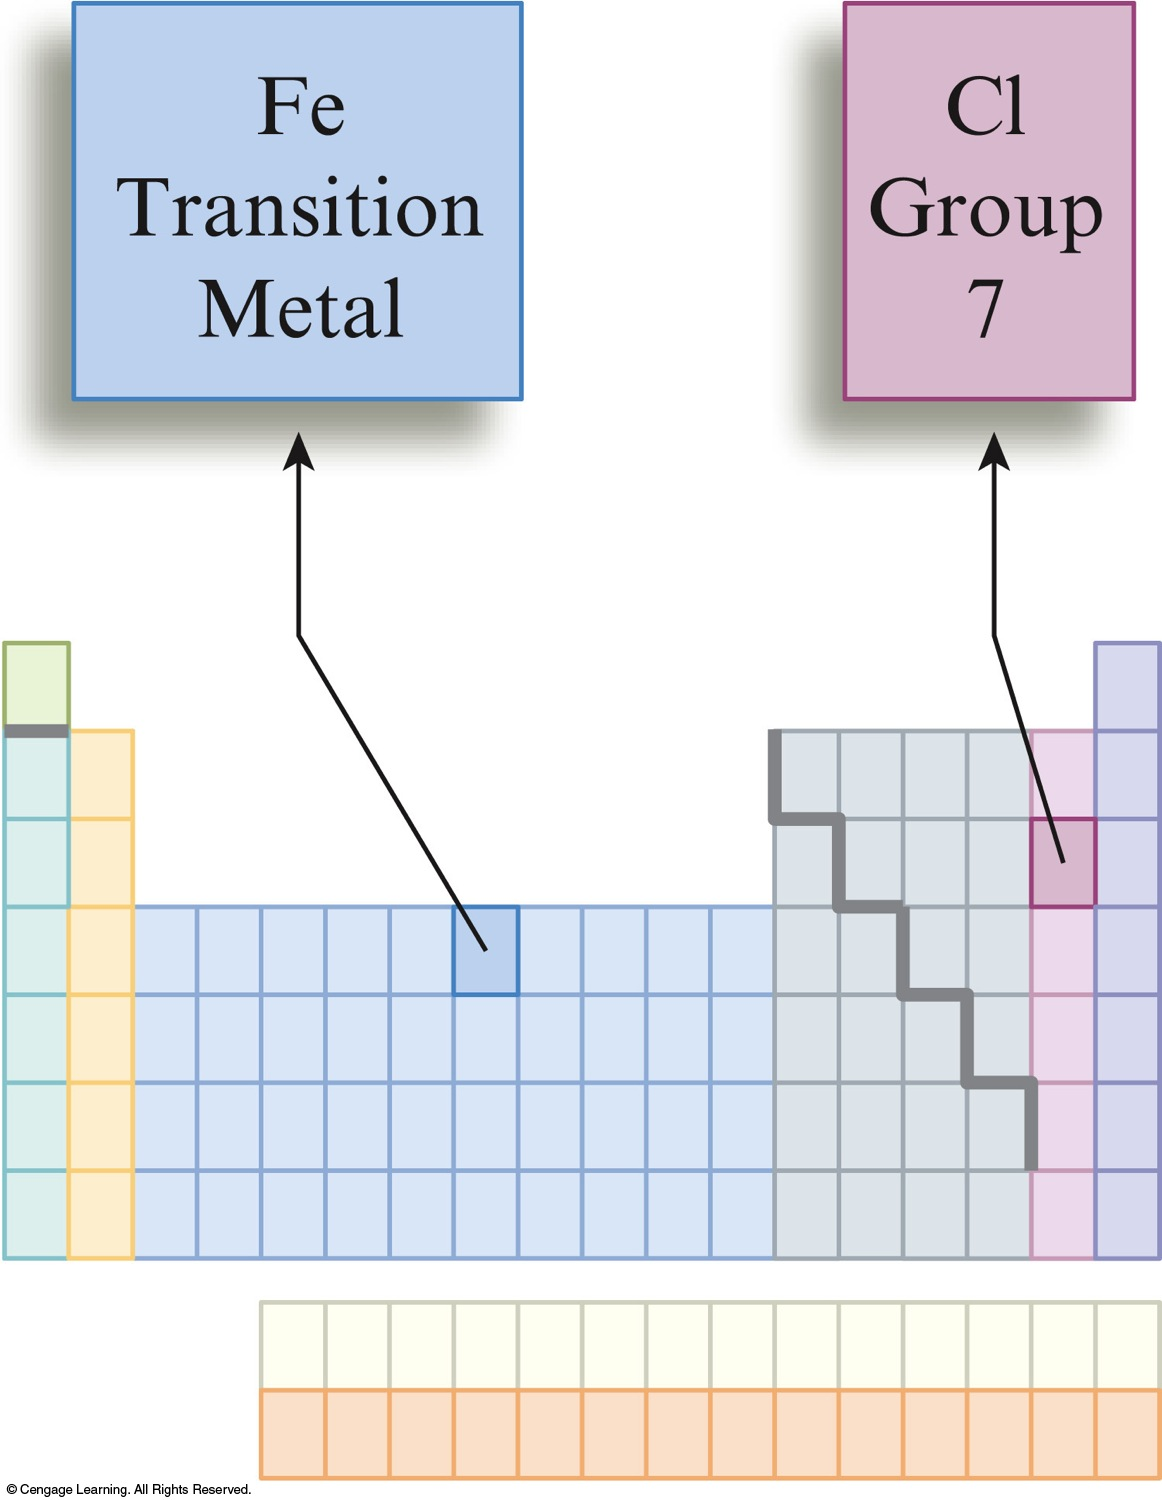 Fe
Transition
Metal
Cl
Group
7
© Cengage Learning. All Rights Reserved.